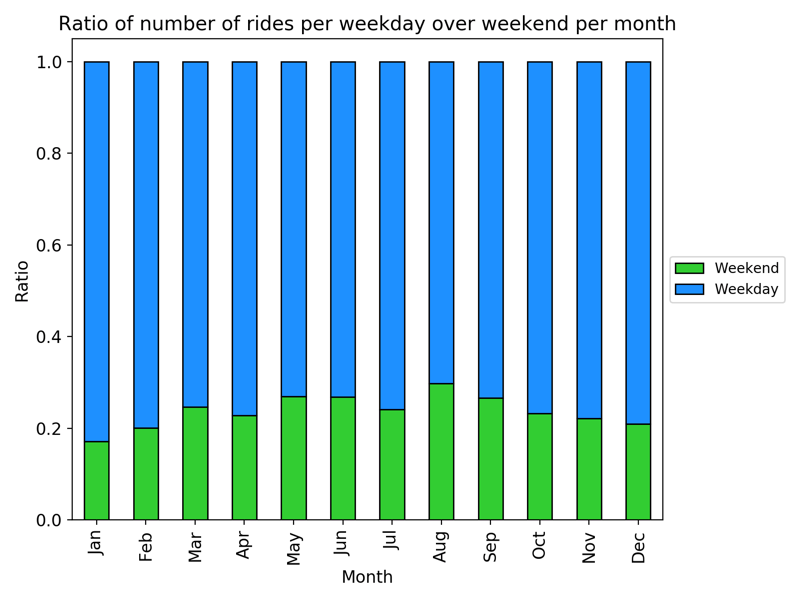 Ratio of number of rides per weekday over weekend per month
1.0
0.8
0.6
0.4
0.2
0.0
Ratio
Jan Feb Mar Apr May Jun Jul Aug Sep Oct Nov Dec
Month
Weekend
Weekday